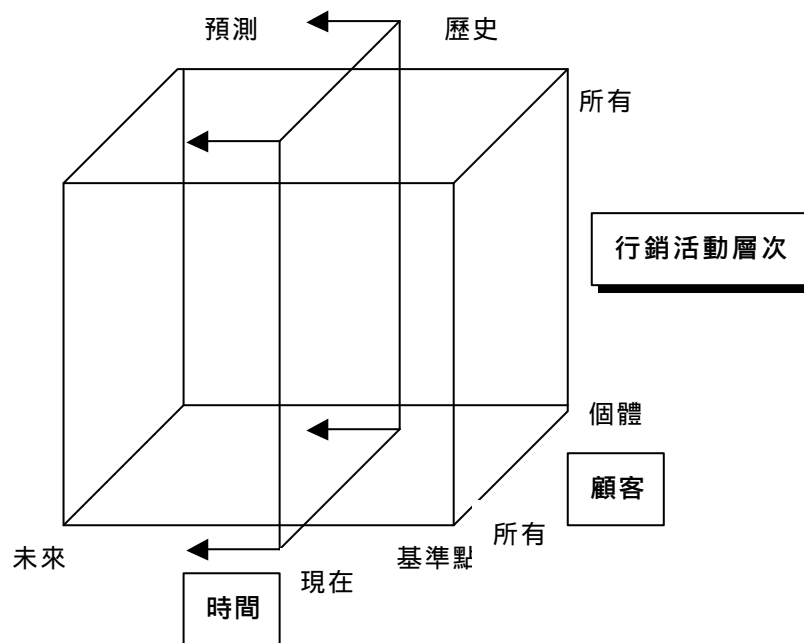 預測
歷史
所有
行銷活動層次
個體
顧客
所有
未來
基準點
現在
時間